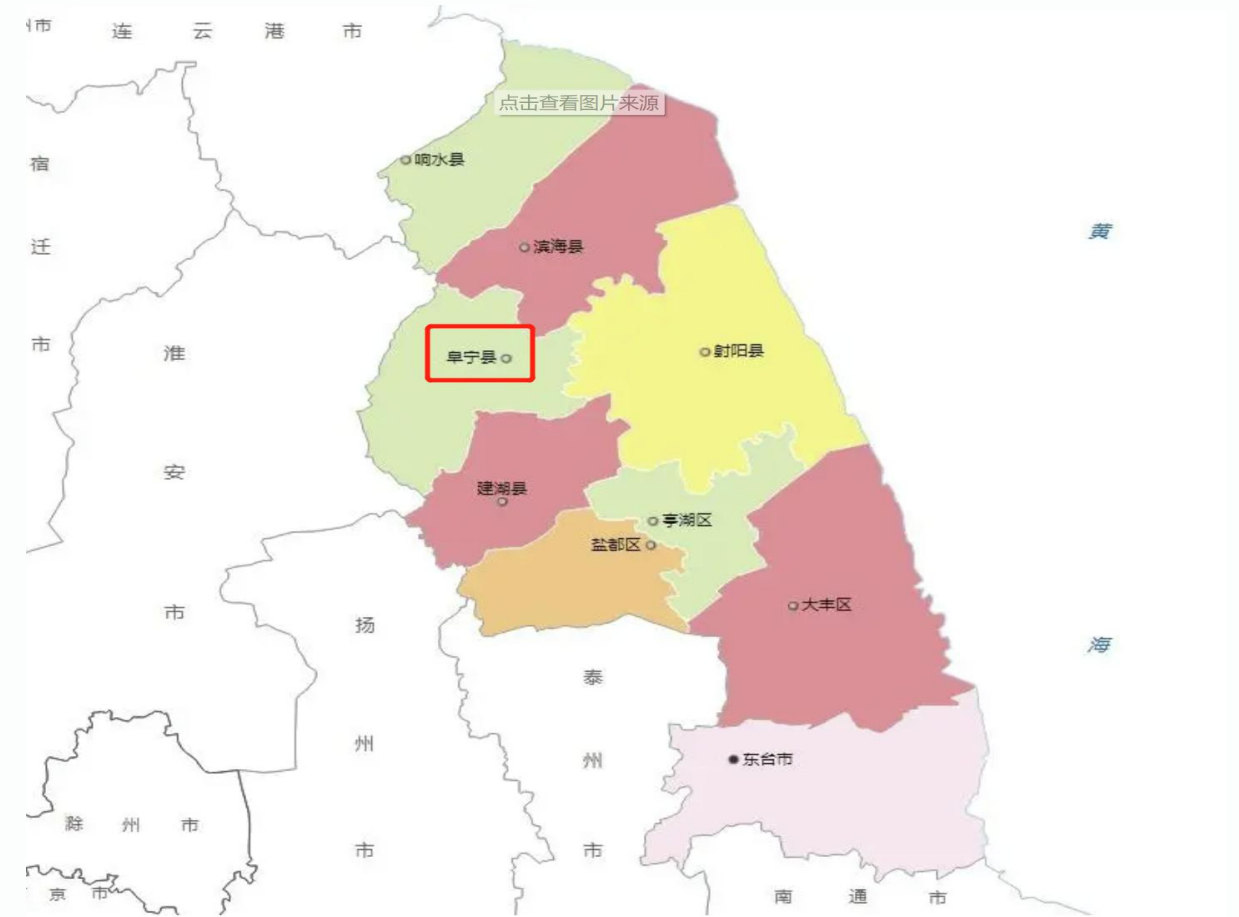 市
连云港市
点击查看图片来源
响水县
宿
迁
市
滨海县
黄
阜宁县
射阳县
淮
安
市
建湖县
亭湖区
盐都区
大丰区
扬
州
市
泰
州
市
海
东台市
滁州市
京市
南通市